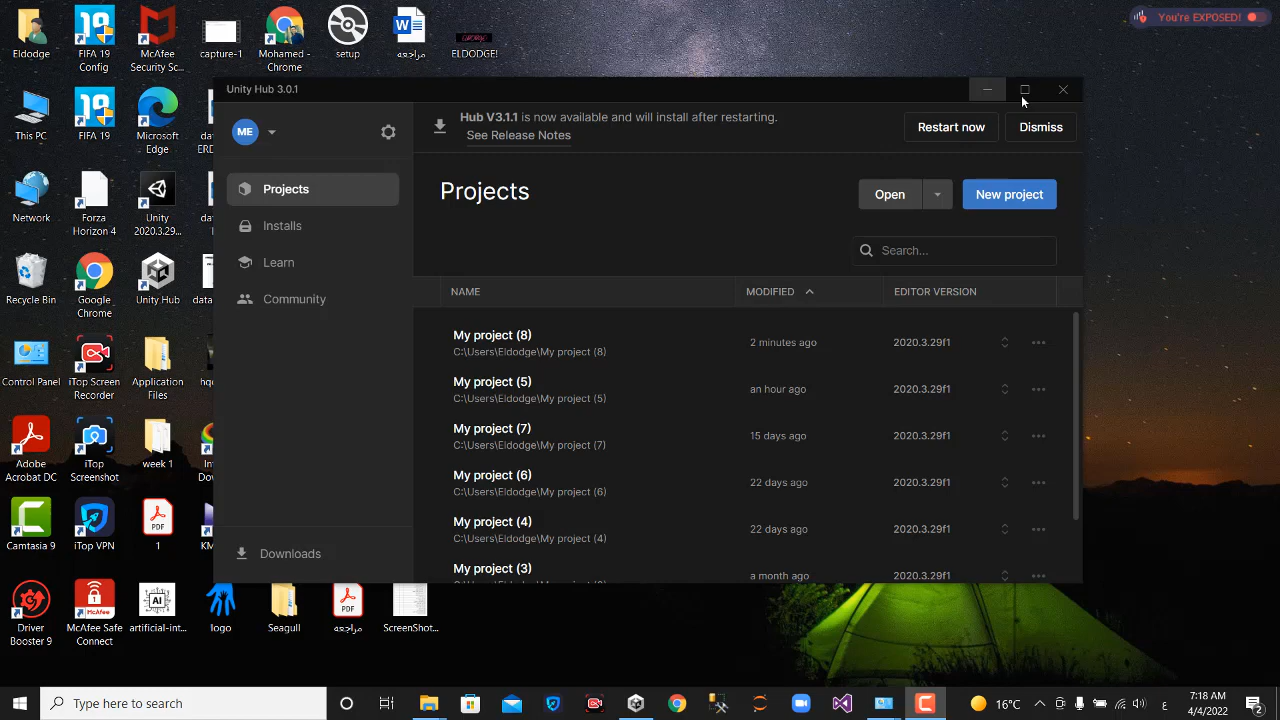 Eldodge
FIFA 19
Config
McAfee
Security Sc...
capture-1
Mohamed -
Chrome
setup
مراجعه
ELDODGE!
You're EXPOSED!
This PC
Microsoft
Edge
Network
Forza
Horizon 4
Unity
2020.3.29...
Recycle Bin
Google
Chrome
Unity Hub
Control Panel
iTop Screen
Recorder
Application
Files
Adobe
Acrobat DC
iTop
Screenshot
week 1
Camtasia 9
iTop VPN
1
Driver
Booster 9
McAfee Safe
Connect
artificial-int...
logo
Seagull
مراجعه
ScreenShot...
Unity Hub 3.0.1
ME
Projects
Installs
Learn
Community
Downloads
Hub V3.1.1 is now available and will install after restarting.
See Release Notes
Restart now
Dismiss
Projects
Open
New project
Search...
NAME
MODIFIED
EDITOR VERSION
My project (8)
C:\Users\Eldodge\My project (8)
2 minutes ago
2020.3.29f1
My project (5)
C:\Users\Eldodge\My project (5)
an hour ago
2020.3.29f1
My project (7)
C:\Users\Eldodge\My project (7)
15 days ago
2020.3.29f1
My project (6)
C:\Users\Eldodge\My project (6)
22 days ago
2020.3.29f1
My project (4)
C:\Users\Eldodge\My project (4)
22 days ago
2020.3.29f1
My project (3)
a month ago
2020.3.29f1
Type here to search
16°C
ع
7:18 AM
4/4/2022
2